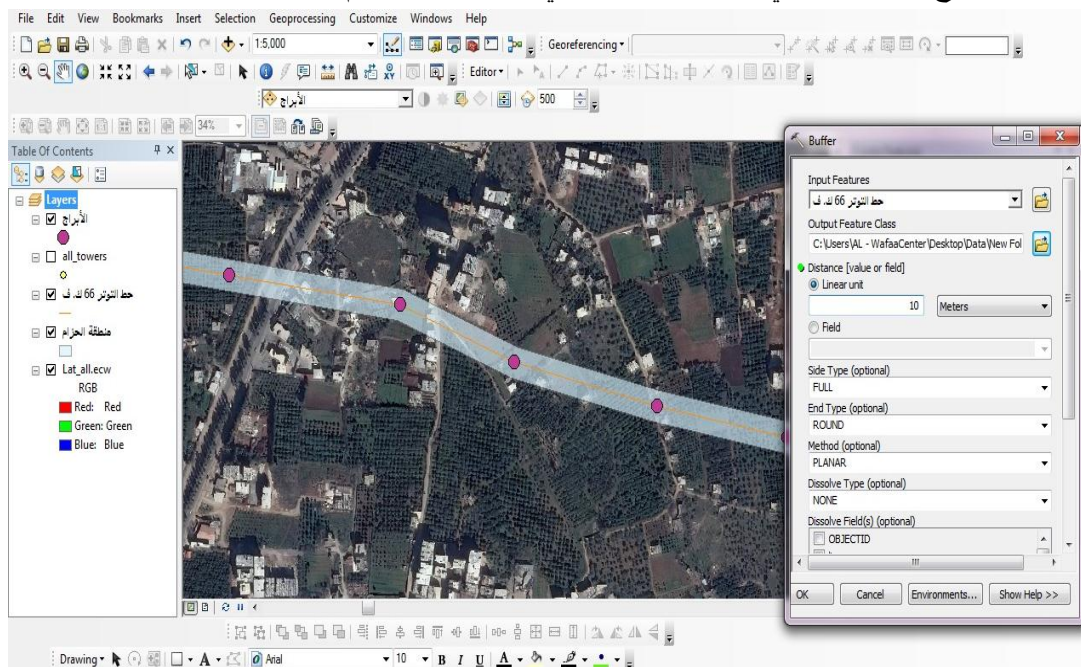 File Edit View Bookmarks Insert Selection Geoprocessing Customize Windows Help
1:5,000 Georeferencing
Editor
الأبراج 500
34%
Table Of Contents
Layers
الأبراج
all_towers
خط التوتر 66 ك. ف
منطقة الحزام
Lat_all.ecw
RGB
Red: Red
Green: Green
Blue: Blue
Buffer
Input Features
خط التوتر 66 ك. ف
Output Feature Class
C:\Users\AL - WafaaCenter\Desktop\Data\New Fol
Distance [value or field]
Linear unit
10 Meters
Field
Side Type (optional)
FULL
End Type (optional)
ROUND
Method (optional)
PLANAR
Dissolve Type (optional)
NONE
Dissolve Field(s) (optional)
OBJECTID
OK Cancel Environments... Show Help >>
Drawing A Arial 10 B I U A